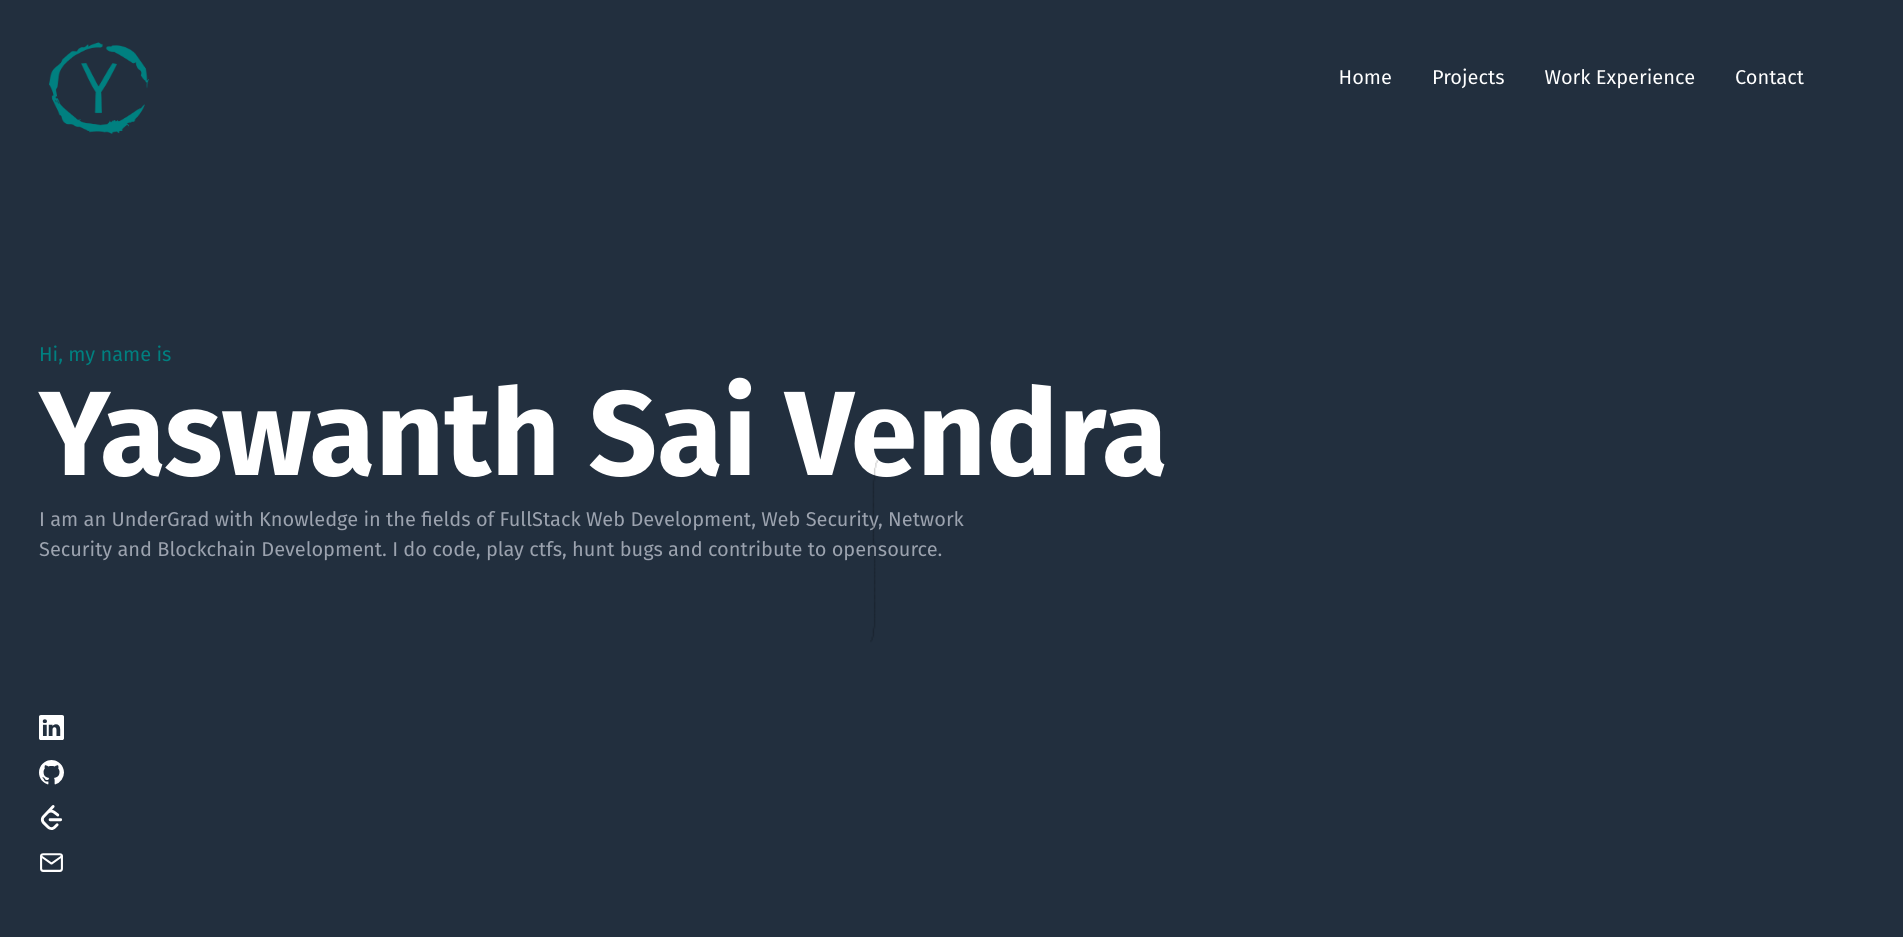 Y
Home Projects Work Experience Contact
Hi, my name is
Yaswanth Sai Vendra
I am an UnderGrad with Knowledge in the fields of FullStack Web Development, Web Security, Network
Security and Blockchain Development. I do code, play ctfs, hunt bugs and contribute to opensource.
in